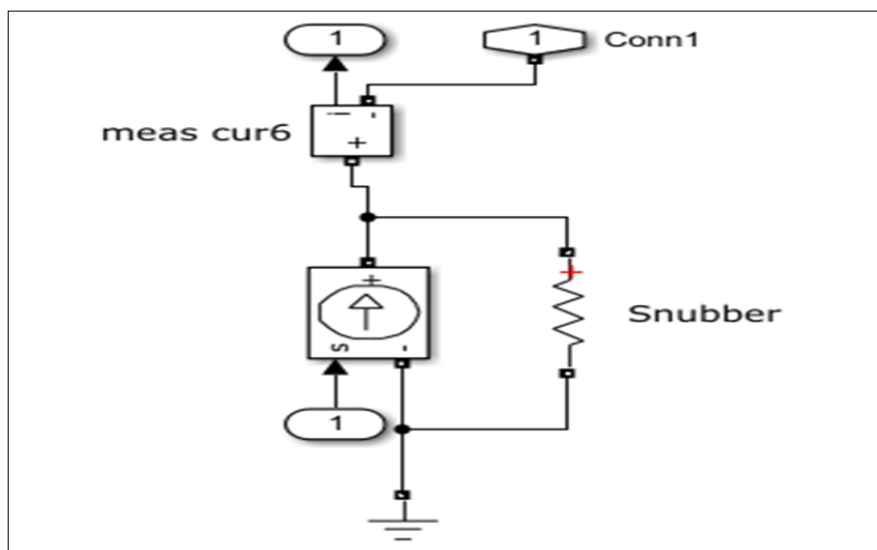 1
1 Conn1
i -
meas cur6
+
+
Snubber
s -
1